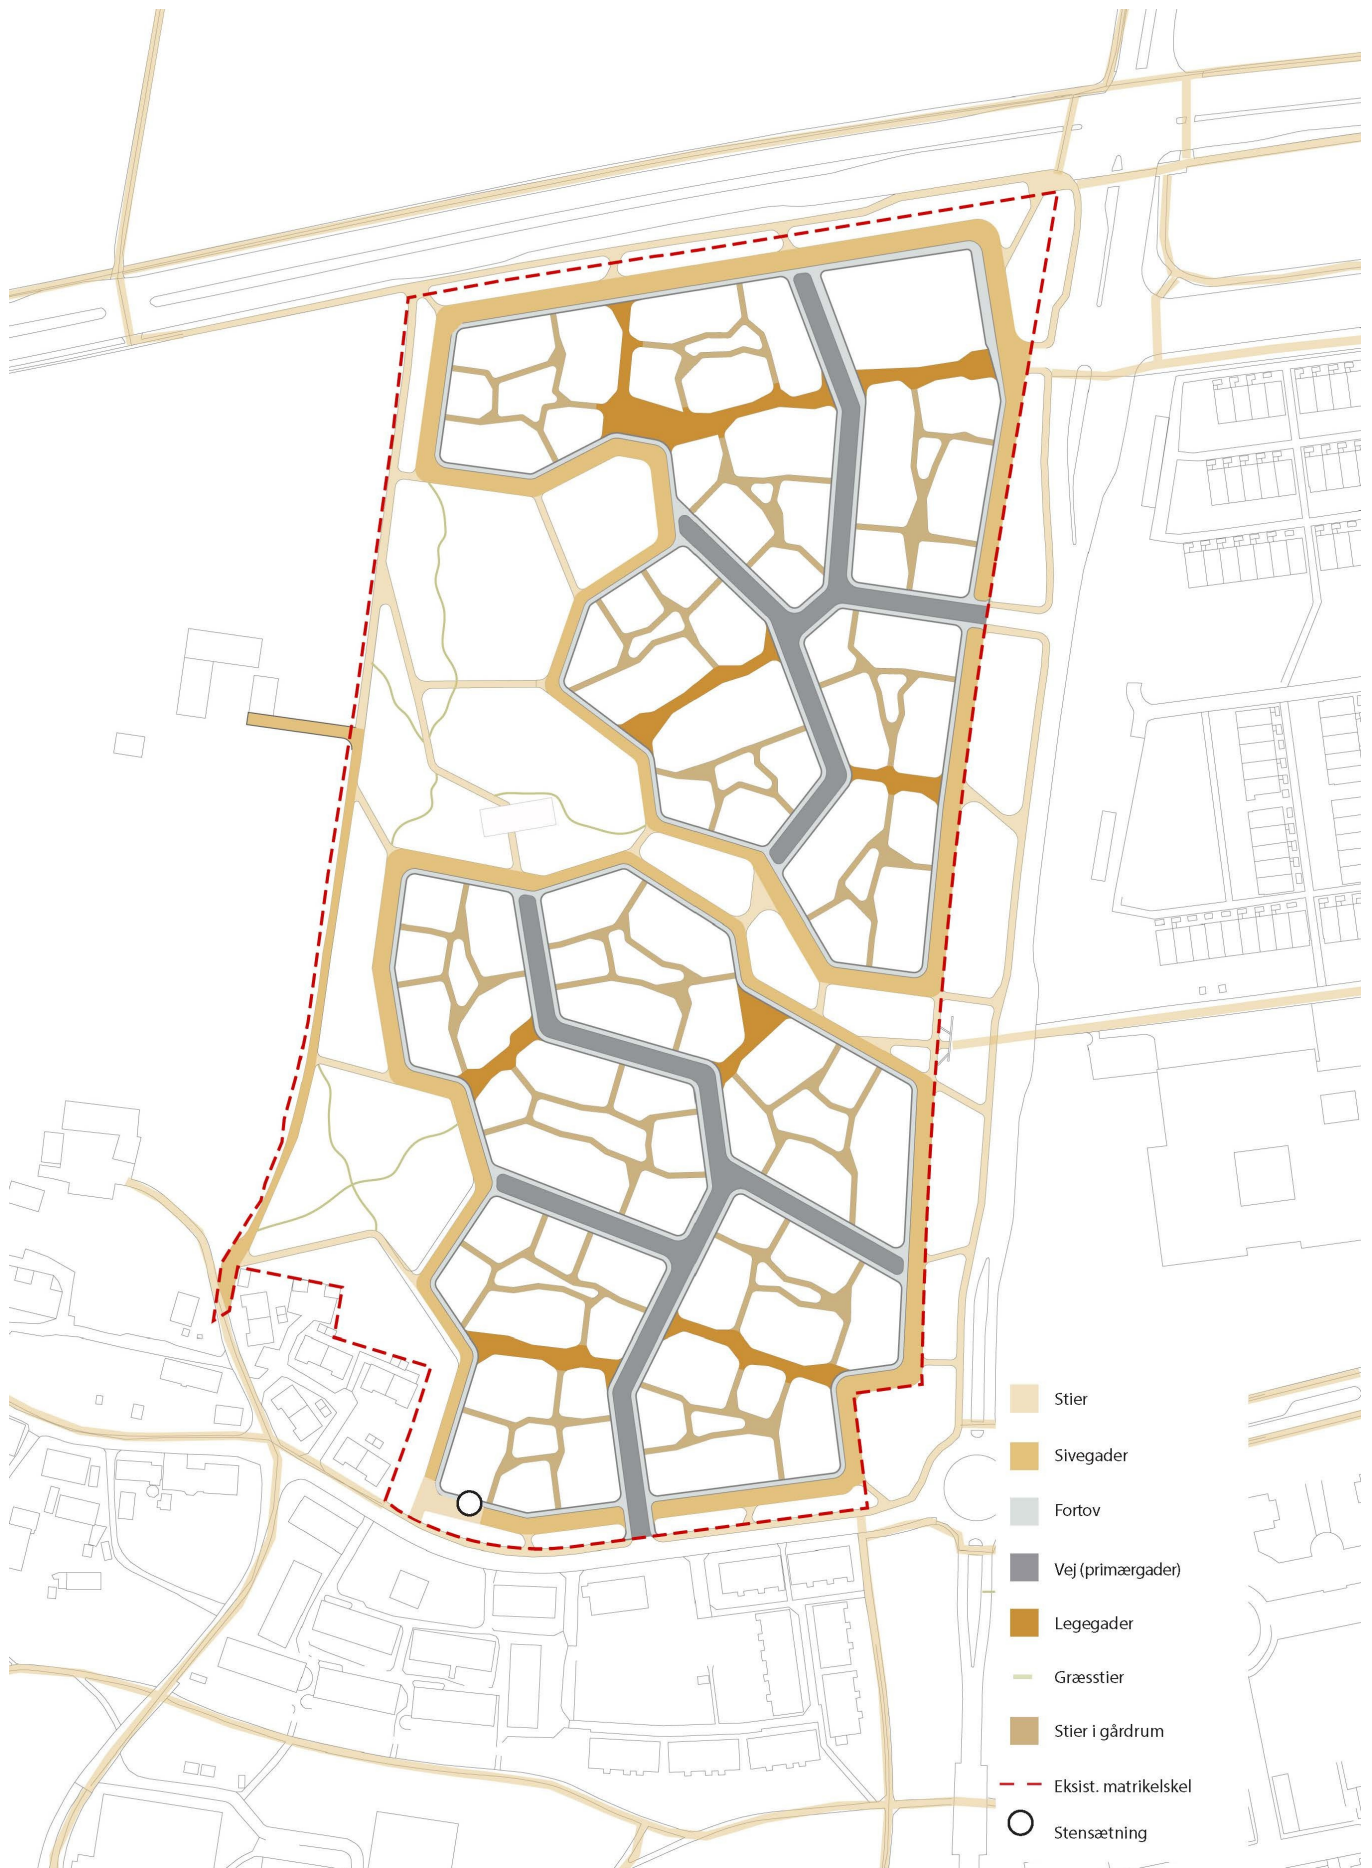 Stier
Sivegader
Fortov
Vej (primærgader)
Legegader
Græsstier
Stier i gårdrum
Eksist. matrikelskel
Stensætning